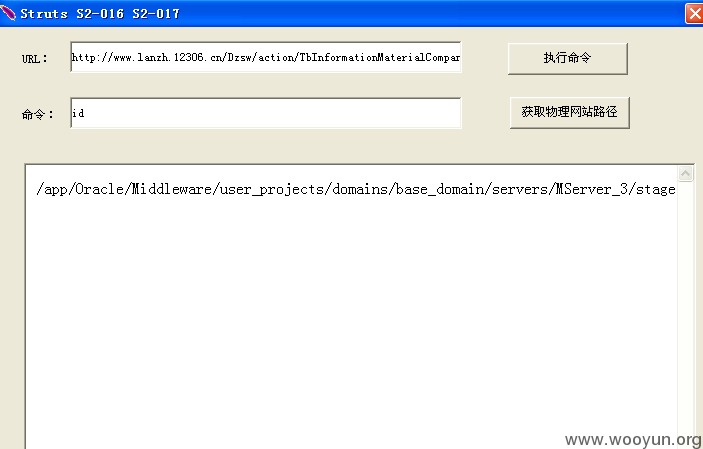 Struts S2-016 S2-017
URL: http://www.lanzh.12306.cn/Dzsw/action/TbInformationMaterialCompar 执行命令
命令: id 获取物理网站路径
/app/Oracle/Middleware/user_projects/domains/base_domain/servers/MServer_3/stage
www.wooyun.org